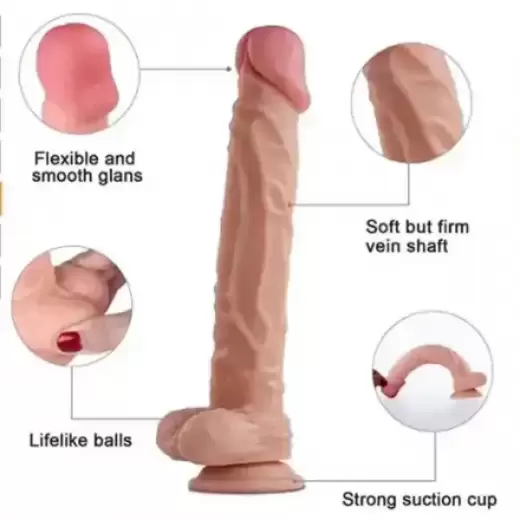 Flexible and
smooth glans
Soft but firm
vein shaft
Lifelike balls
Strong suction cup